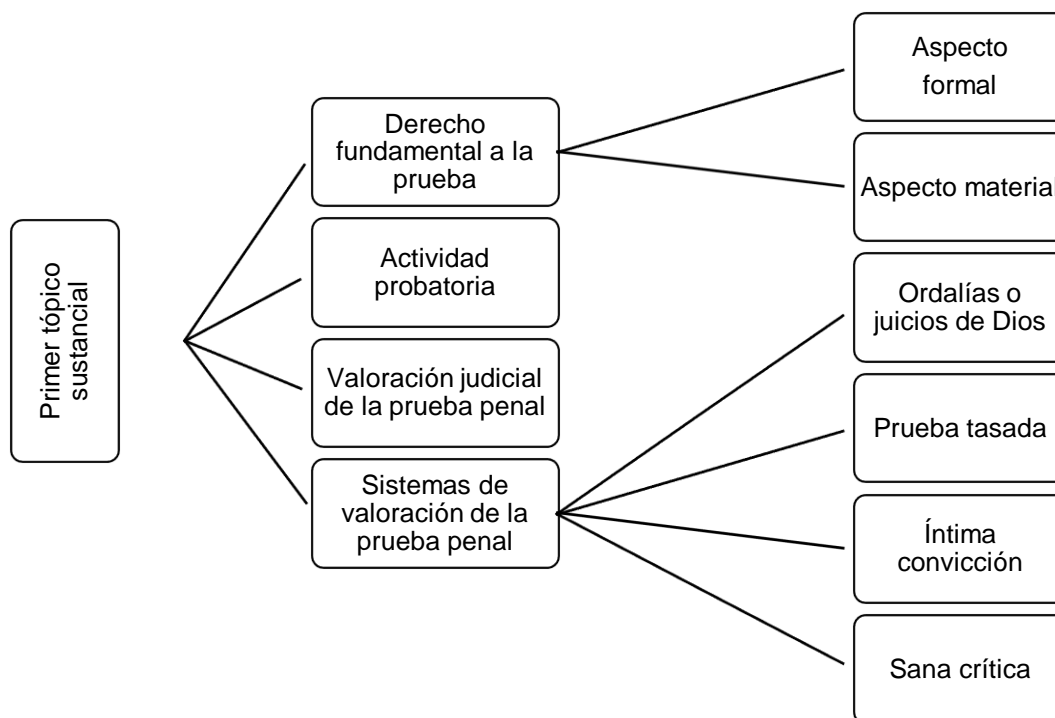 Primer tópico
sustancial
Derecho
fundamental a la
prueba
Actividad
probatoria
Valoración judicial
de la prueba penal
Sistemas de
valoración de la
prueba penal
Aspecto
formal
Aspecto material
Ordalías o
juicios de Dios
Prueba tasada
Íntima
convicción
Sana crítica